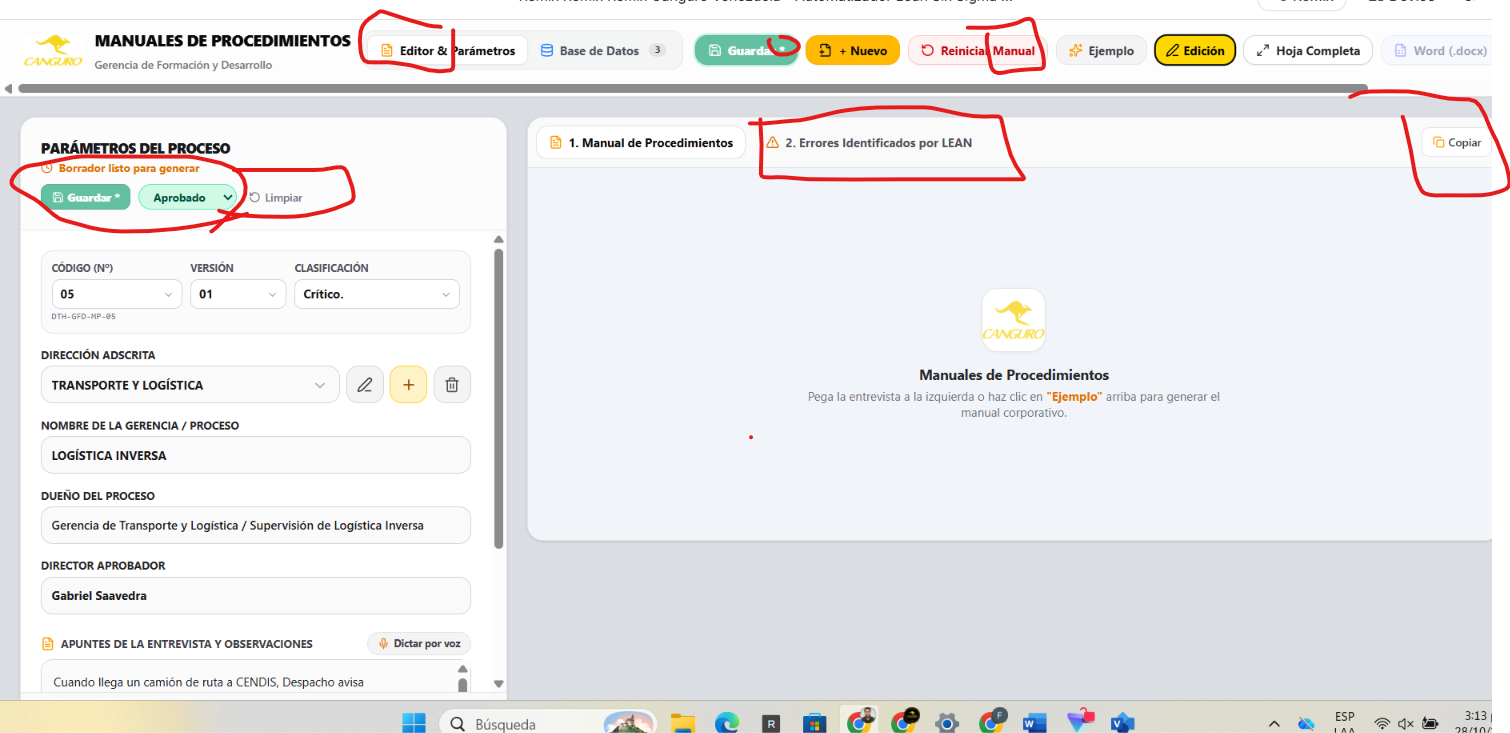 MANUALES DE PROCEDIMIENTOS
Gerencia de Formación y Desarrollo
CANGURO
Editor & Parámetros
Base de Datos 3
Guardar *
+ Nuevo
Reiniciar Manual
Ejemplo
Edición
Hoja Completa
Word (.docx)
PARÁMETROS DEL PROCESO
Borrador listo para generar
Guardar *
Aprobado
Limpiar
CÓDIGO (Nº) VERSIÓN CLASIFICACIÓN
05 01 Crítico.
DTH-GFD-MP-05
DIRECCIÓN ADSCRITA
TRANSPORTE Y LOGÍSTICA
NOMBRE DE LA GERENCIA / PROCESO
LOGÍSTICA INVERSA
DUEÑO DEL PROCESO
Gerencia de Transporte y Logística / Supervisión de Logística Inversa
DIRECTOR APROBADOR
Gabriel Saavedra
APUNTES DE LA ENTREVISTA Y OBSERVACIONES
Dictar por voz
Cuando llega un camión de ruta a CENDIS, Despacho avisa
1. Manual de Procedimientos
2. Errores Identificados por LEAN
Copiar
CANGURO
Manuales de Procedimientos
Pega la entrevista a la izquierda o haz clic en "Ejemplo" arriba para generar el
manual corporativo.
Búsqueda
ESP
LAA
3:13
28/10/